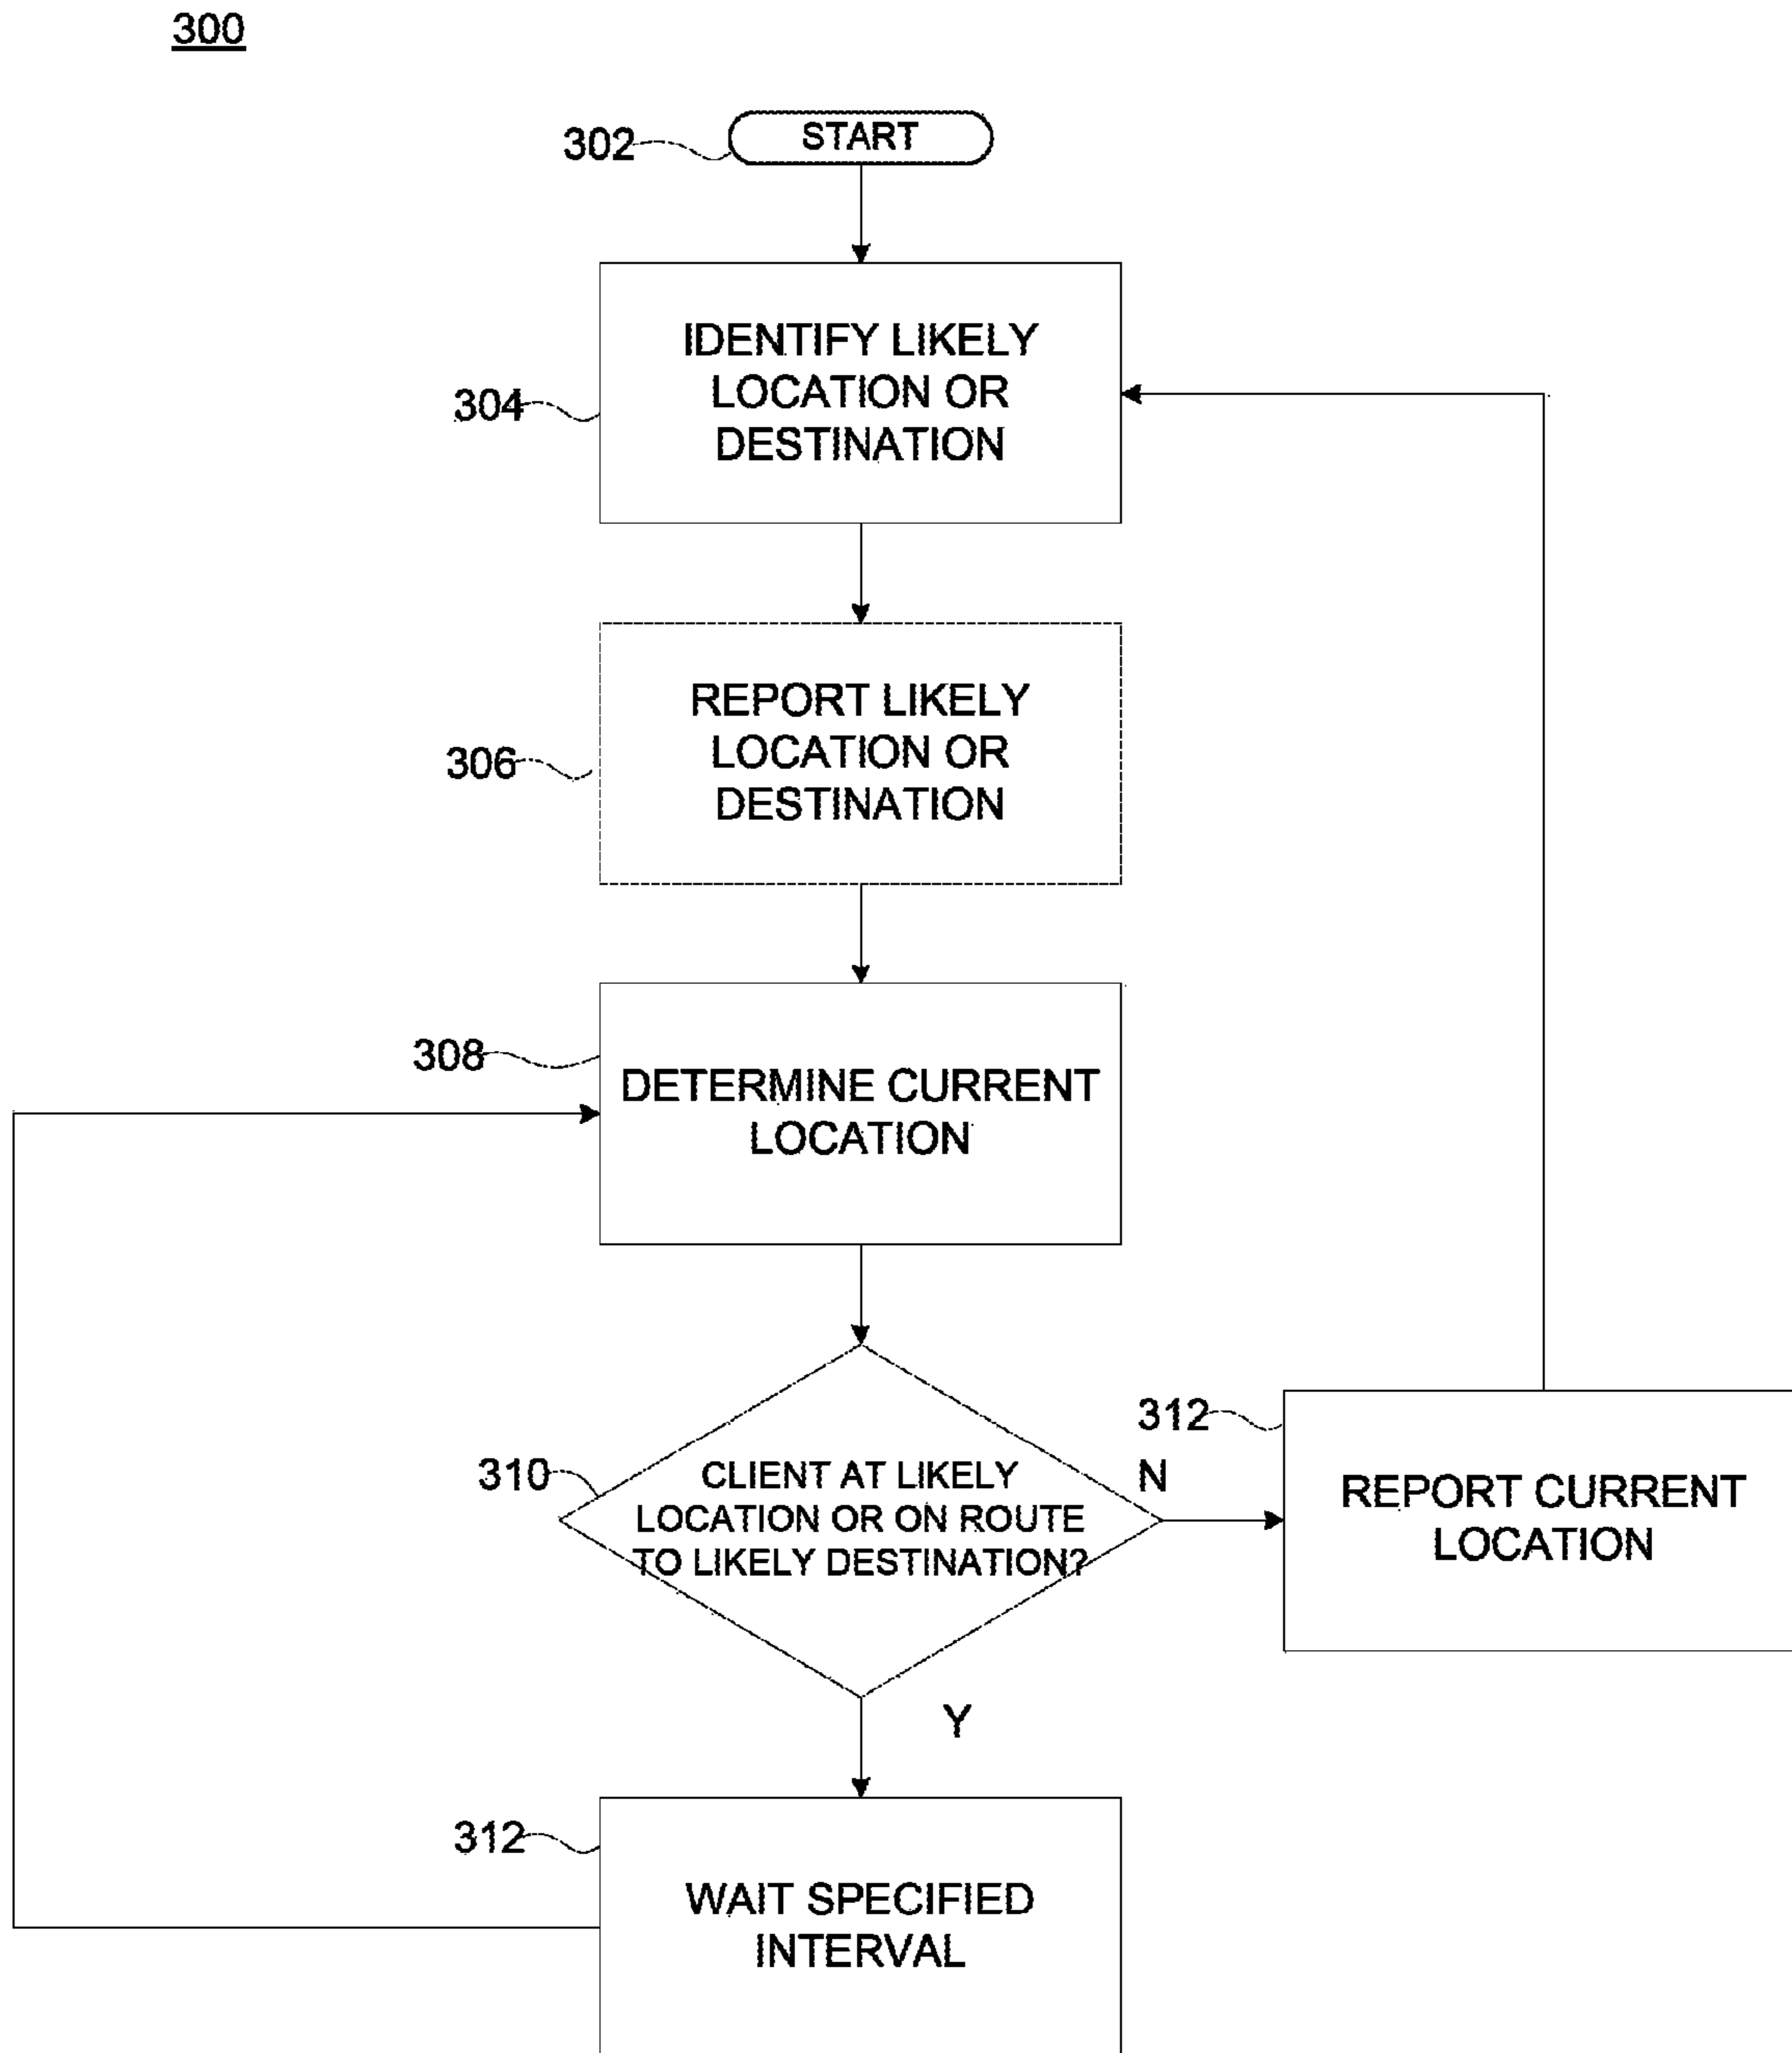 300
302
START
304
IDENTIFY LIKELY
LOCATION OR
DESTINATION
306
REPORT LIKELY
LOCATION OR
DESTINATION
308
DETERMINE CURRENT
LOCATION
310
CLIENT AT LIKELY
LOCATION OR ON ROUTE
TO LIKELY DESTINATION?
N
312
REPORT CURRENT
LOCATION
Y
312
WAIT SPECIFIED
INTERVAL